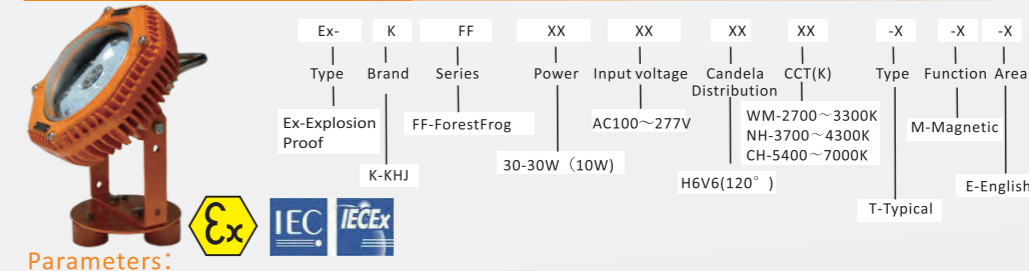 Ex- K FF XX XX XX XX -X -X -X
Type Brand Series Power Input voltage Candela Distribution CCT(K) Type Function Area
Ex-Explosion
Proof
K-KHJ
FF-ForestFrog
30-30W（10W）
AC100～277V
H6V6(120°)
WM-2700～3300K
NH-3700～4300K
CH-5400～7000K
T-Typical
M-Magnetic
E-English
Ex
IEC
IECEx
Parameters：